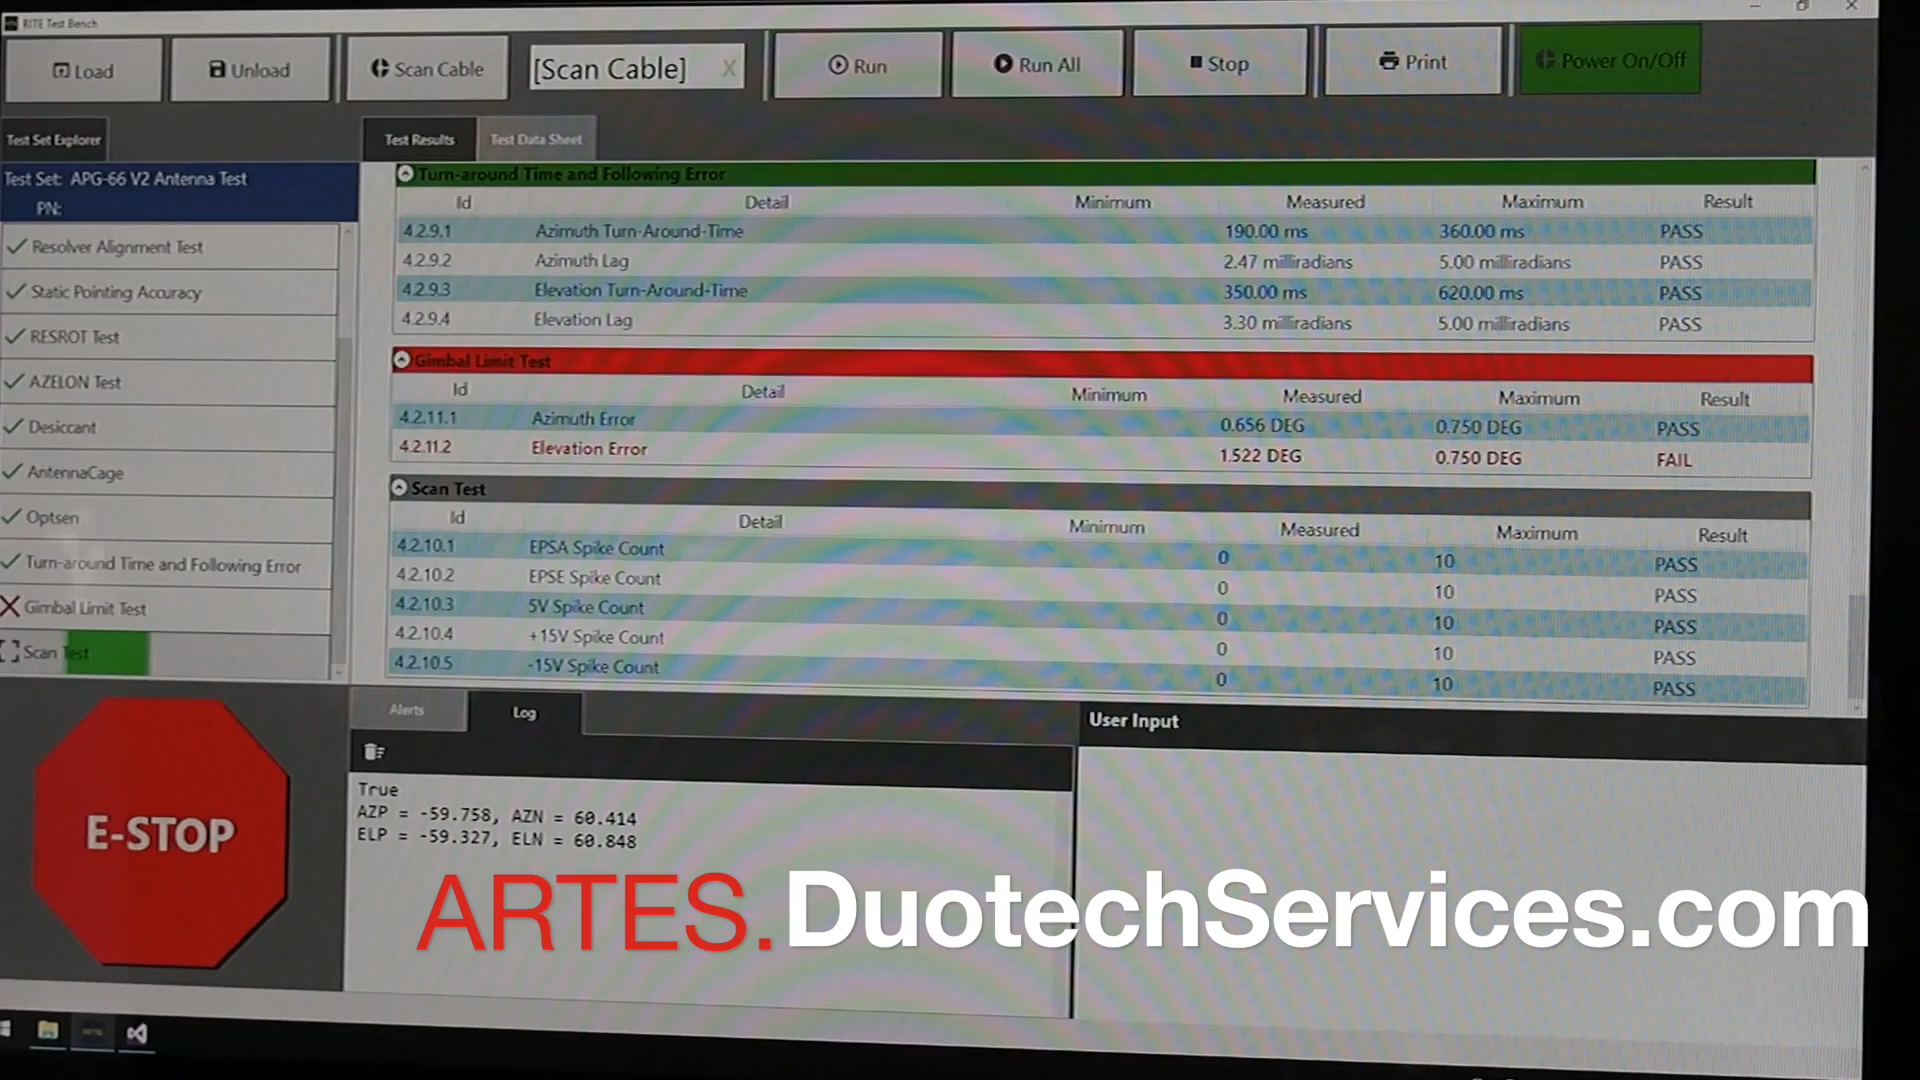 RITE Test Bench
Load
Unload
Scan Cable
[Scan Cable] X
Run
Run All
Stop
Print
Power On/Off
Test Set Explorer
Test Set: APG-66 V2 Antenna Test
PN:
Resolver Alignment Test
Static Pointing Accuracy
RESROT Test
AZELON Test
Desiccant
AntennaCage
Optsen
Turn-around Time and Following Error
Gimbal Limit Test
Scan Test
E-STOP
Test Results
Test Data Sheet
Turn-around Time and Following Error
Id Detail Minimum Measured Maximum Result
4.2.9.1 Azimuth Turn-Around-Time 190.00 ms 360.00 ms PASS
4.2.9.2 Azimuth Lag 2.47 milliradians 5.00 milliradians PASS
4.2.9.3 Elevation Turn-Around-Time 350.00 ms 620.00 ms PASS
4.2.9.4 Elevation Lag 3.30 milliradians 5.00 milliradians PASS
Gimbal Limit Test
Id Detail Minimum Measured Maximum Result
4.2.11.1 Azimuth Error 0.656 DEG 0.750 DEG PASS
4.2.11.2 Elevation Error 1.522 DEG 0.750 DEG FAIL
Scan Test
Id Detail Minimum Measured Maximum Result
4.2.10.1 EPSA Spike Count 0 10 PASS
4.2.10.2 EPSE Spike Count 0 10 PASS
4.2.10.3 5V Spike Count 0 10 PASS
4.2.10.4 +15V Spike Count 0 10 PASS
4.2.10.5 -15V Spike Count 0 10 PASS
Alerts
Log
True
AZP = -59.758, AZN = 60.414
ELP = -59.327, ELN = 60.848
User Input
ARTES.DuotechServices.com